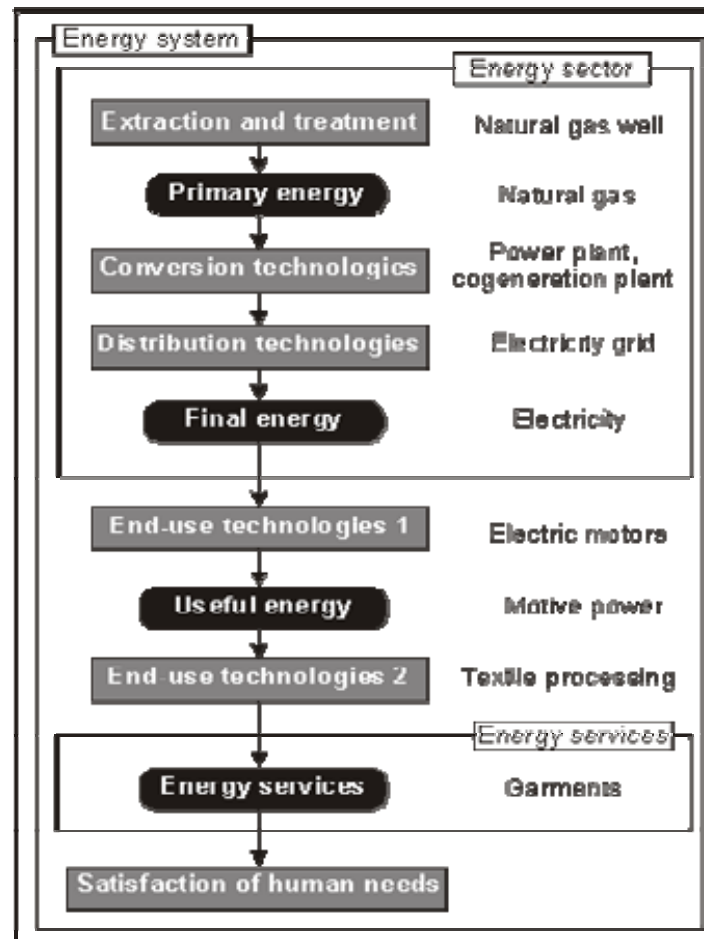 Energy system
Energy sector
Extraction and treatment
Natural gas well
Primary energy
Natural gas
Conversion technologies
Power plant,
cogeneration plant
Distribution technologies
Electricity grid
Final energy
Electricity
End-use technologies 1
Electric motors
Useful energy
Motive power
End-use technologies 2
Textile processing
Energy services
Energy services
Garments
Satisfaction of human needs